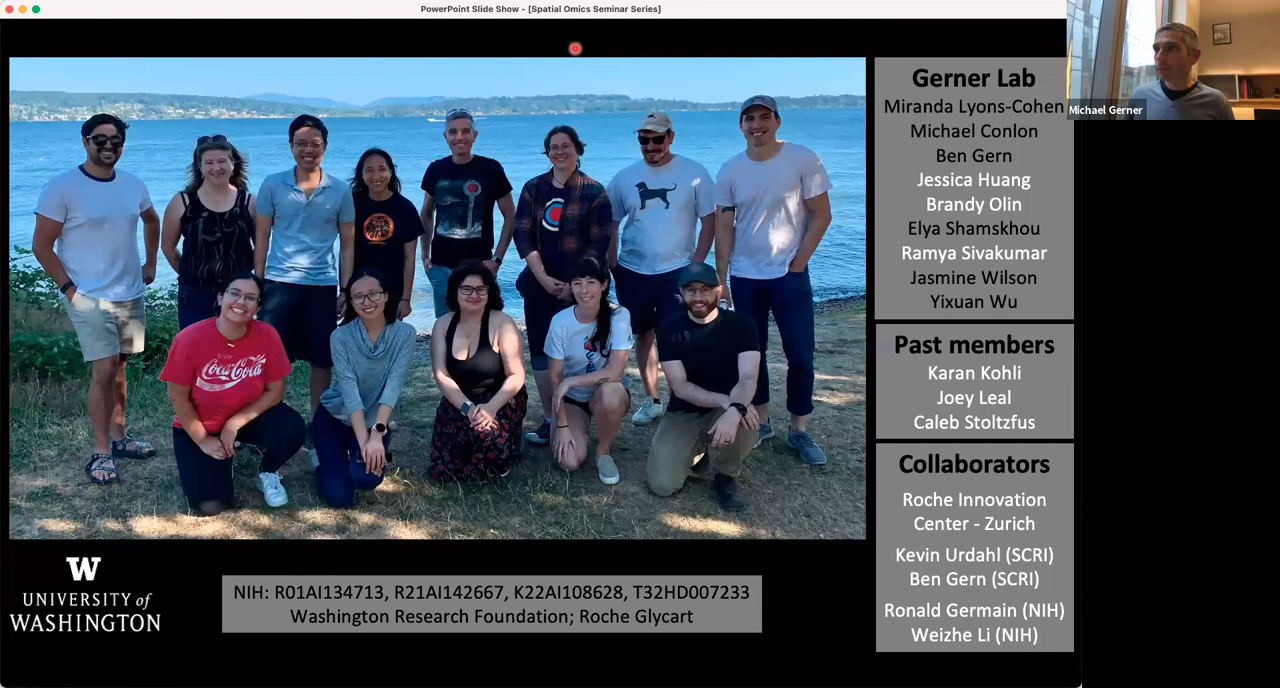 PowerPoint Slide Show - [Spatial Omics Seminar Series]
Michael Gerner
Enjoy
Coca-Cola
Gerner Lab
Miranda Lyons-Cohen
Michael Conlon
Ben Gern
Jessica Huang
Brandy Olin
Elya Shamskhou
Ramya Sivakumar
Jasmine Wilson
Yixuan Wu
Past members
Karan Kohli
Joey Leal
Caleb Stoltzfus
Collaborators
Roche Innovation
Center - Zurich
Kevin Urdahl (SCRI)
Ben Gern (SCRI)
Ronald Germain (NIH)
Weizhe Li (NIH)
W
UNIVERSITY of
WASHINGTON
NIH: R01AI134713, R21AI142667, K22AI108628, T32HD007233
Washington Research Foundation; Roche Glycart